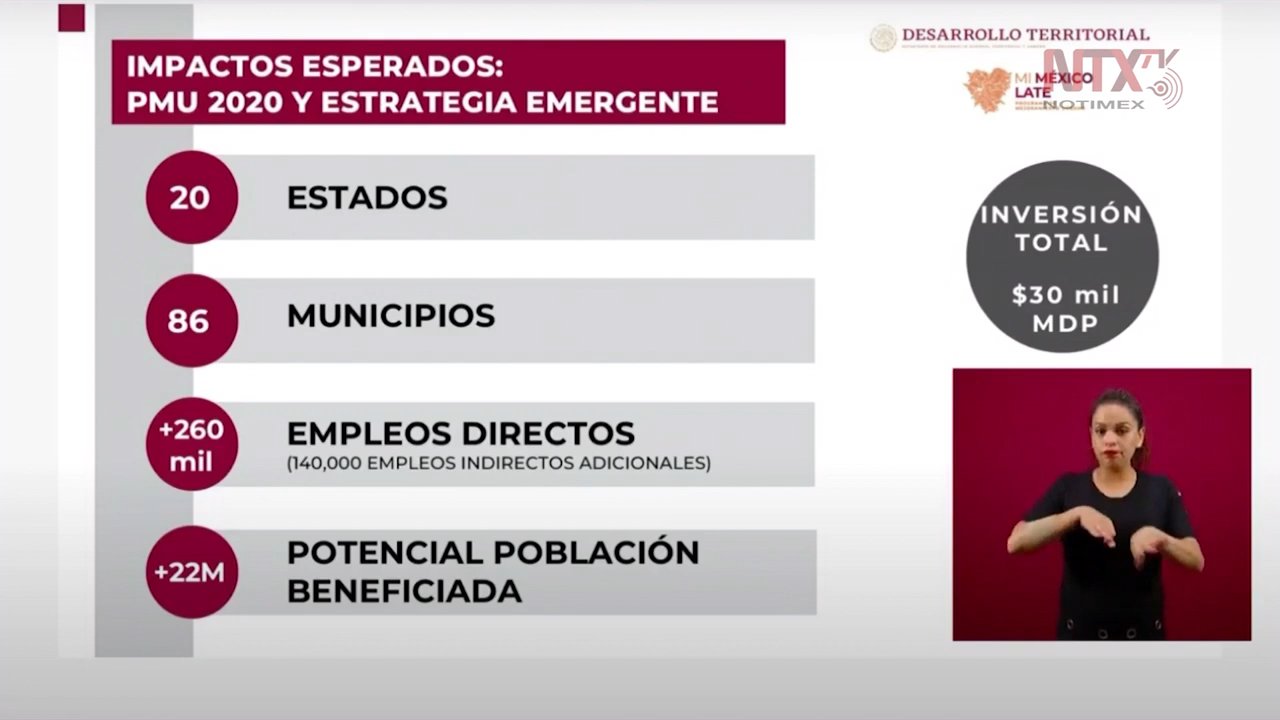 IMPACTOS ESPERADOS:
PMU 2020 Y ESTRATEGIA EMERGENTE
DESARROLLO TERRITORIAL
NTX
NOTIMEX
MI MÉXICO
LATE
20
ESTADOS
INVERSIÓN
TOTAL
$30 mil
MDP
86
MUNICIPIOS
+260
mil
EMPLEOS DIRECTOS
(140,000 EMPLEOS INDIRECTOS ADICIONALES)
+22M
POTENCIAL POBLACIÓN
BENEFICIADA